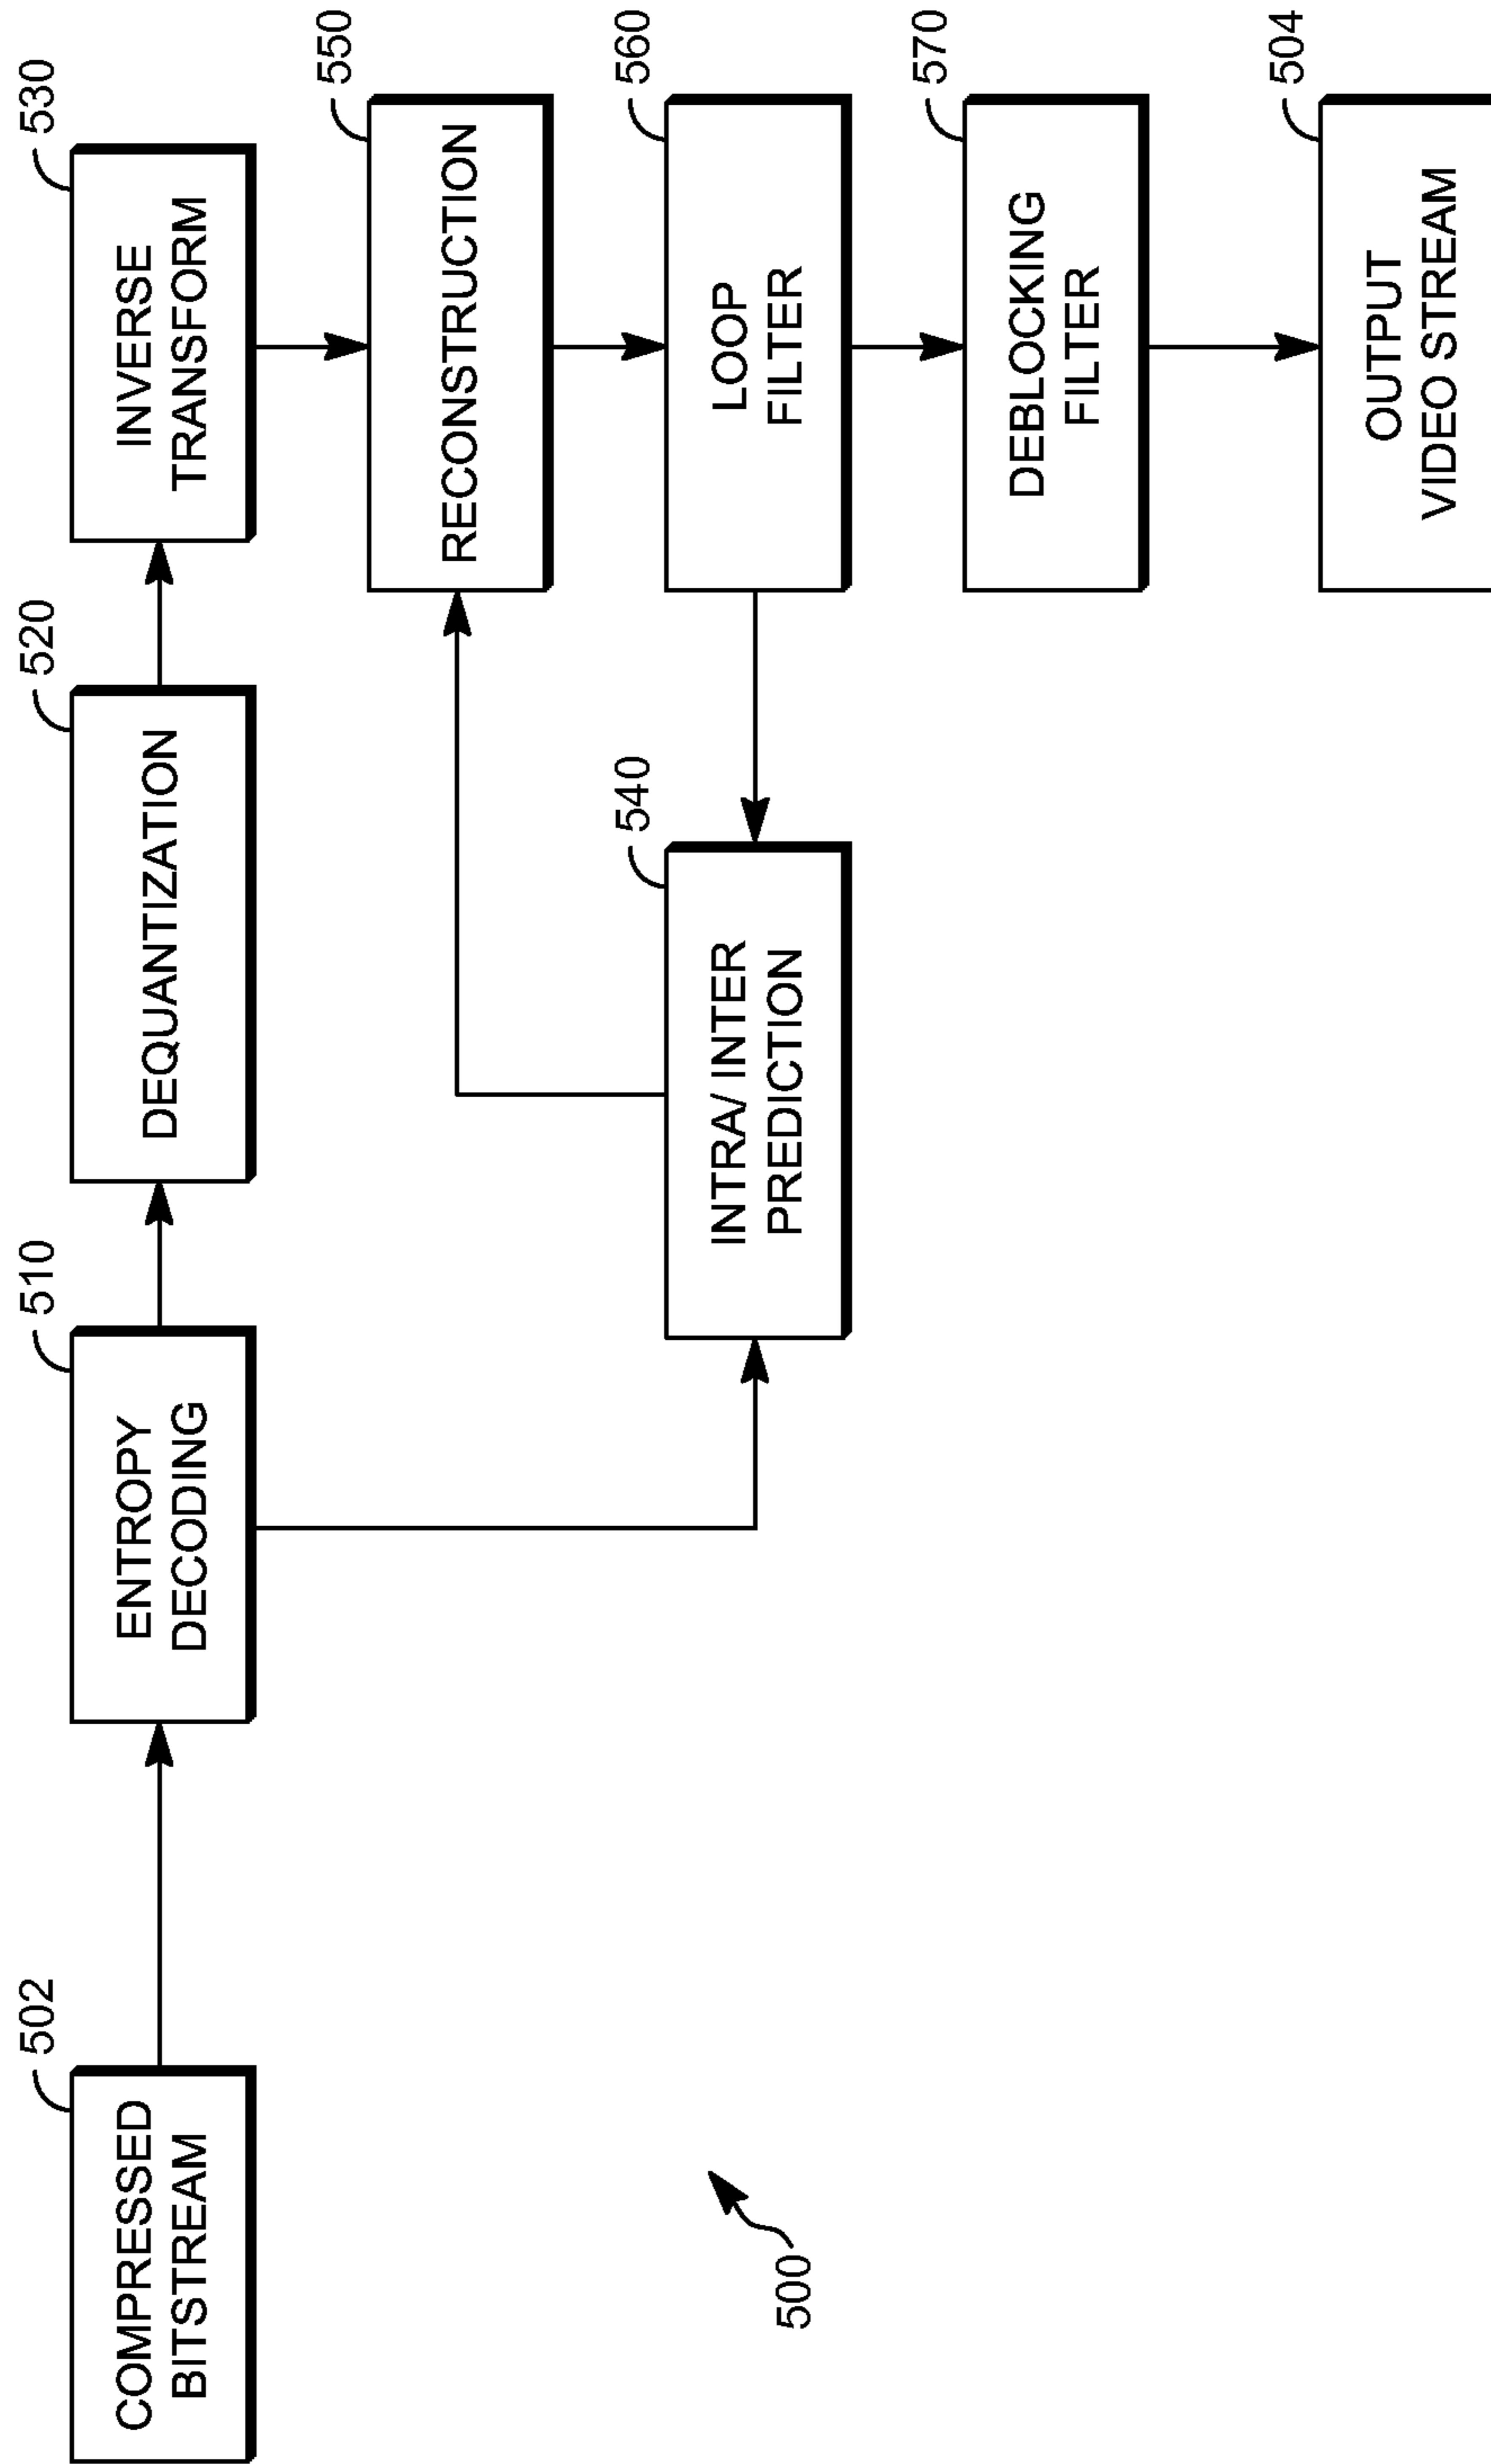 502
COMPRESSED
BITSTREAM
510
ENTROPY
DECODING
520
DEQUANTIZATION
530
INVERSE
TRANSFORM
550
RECONSTRUCTION
540
INTRA/ INTER
PREDICTION
560
LOOP
FILTER
570
DEBLOCKING
FILTER
504
OUTPUT
VIDEO STREAM
500